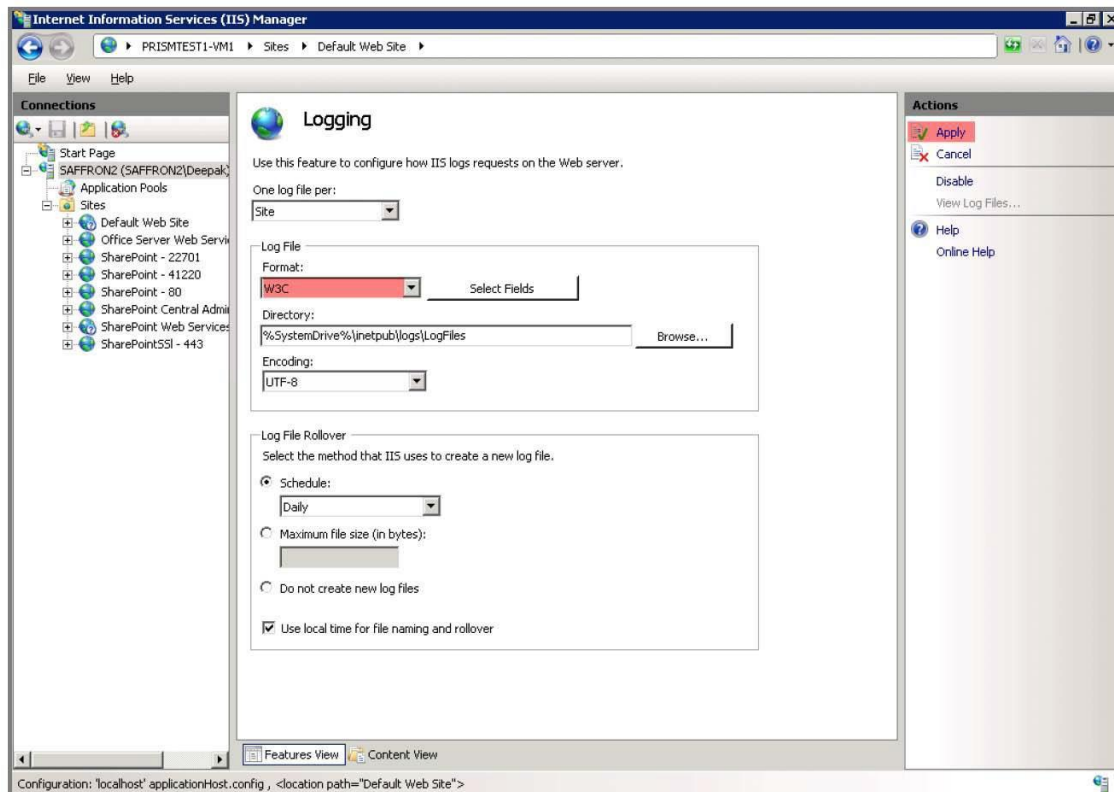 Internet Information Services (IIS) Manager
PRISMTEST1-VM1 Sites Default Web Site
File View Help
Connections
Start Page
SAFFRON2 (SAFFRON2\Deepak)
Application Pools
Sites
Default Web Site
Office Server Web Servi
SharePoint - 22701
SharePoint - 41220
SharePoint - 80
SharePoint Central Admi
SharePoint Web Services
SharePointSSl - 443
Logging
Use this feature to configure how IIS logs requests on the Web server.
One log file per:
Site
Log File
Format:
W3C
Select Fields
Directory:
%SystemDrive%\inetpub\logs\LogFiles
Browse...
Encoding:
UTF-8
Log File Rollover
Select the method that IIS uses to create a new log file.
Schedule:
Daily
Maximum file size (in bytes):
Do not create new log files
Use local time for file naming and rollover
Features View Content View
Actions
Apply
Cancel
Disable
View Log Files...
Help
Online Help
Configuration: 'localhost' applicationHost.config , <location path="Default Web Site">